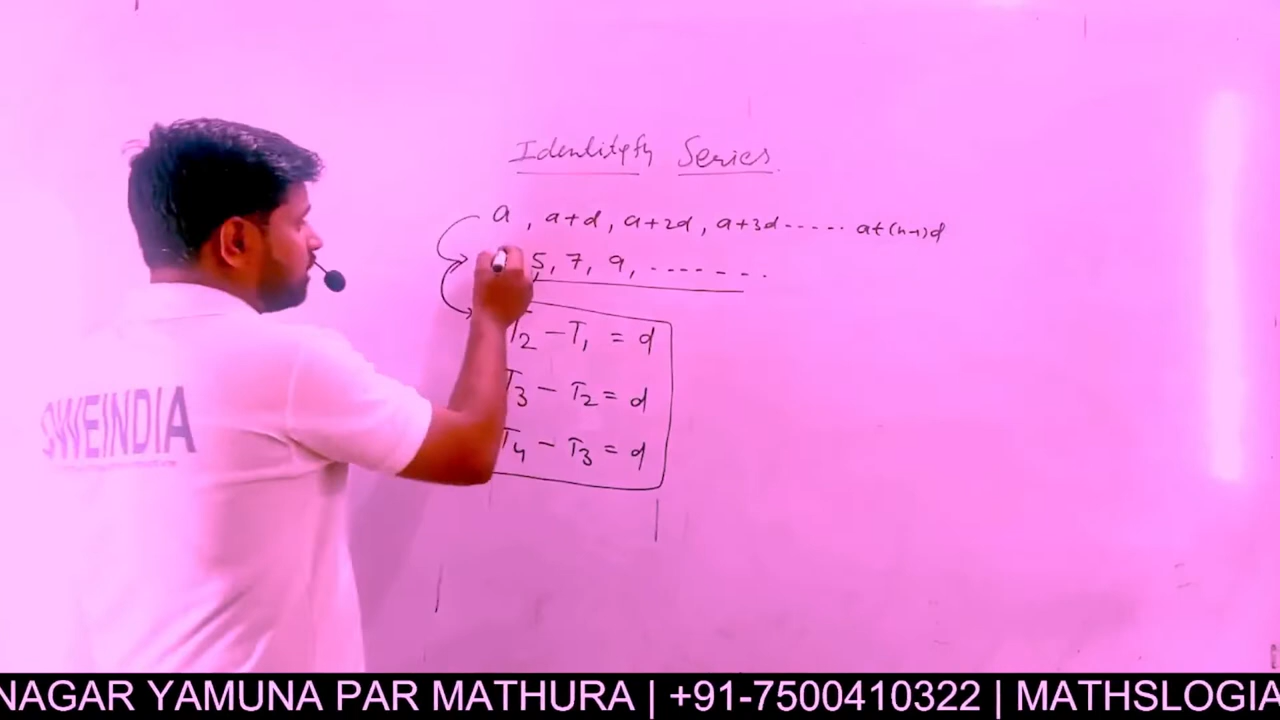 Identityfy Series
a, a+d, a+2d, a+3d ..... a+(n-1)d
5, 7, 9, .......
T2 - T1 = d
T3 - T2 = d
T4 - T3 = d
SWEINDIA
NAGAR YAMUNA PAR MATHURA | +91-7500410322 | MATHSLOGIA